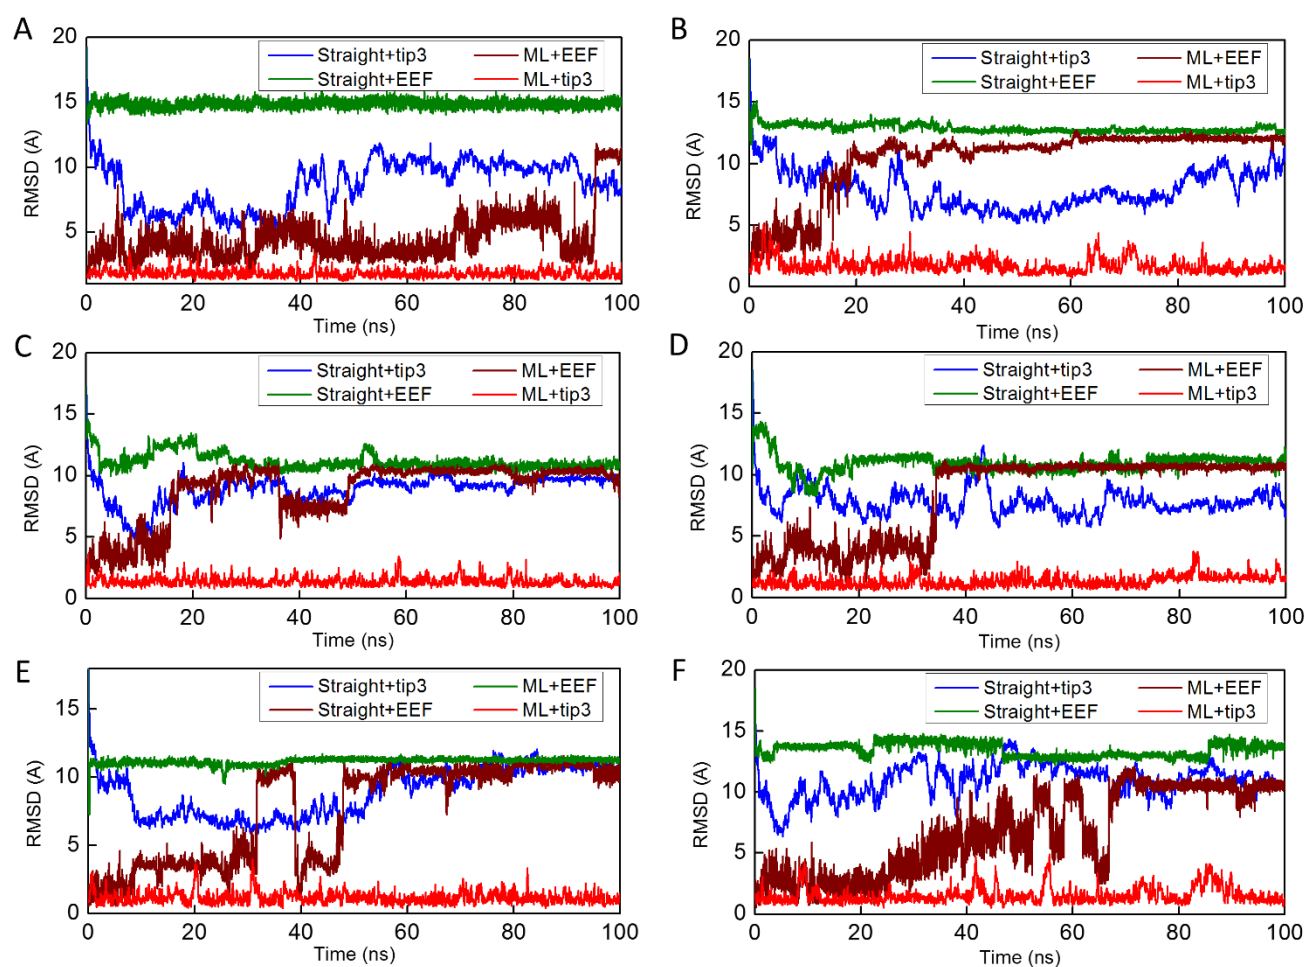 A
20
15
10
5
RMSD (A)
Straight+tip3
ML+EEF
Straight+EEF
ML+tip3
0
20
40
60
80
100
Time (ns)
B
20
15
10
5
0
RMSD (A)
Straight+tip3
ML+EEF
Straight+EEF
ML+tip3
0
20
40
60
80
100
Time (ns)
C
20
15
10
5
0
RMSD (A)
Straight+tip3
ML+EEF
Straight+EEF
ML+tip3
0
20
40
60
80
100
Time (ns)
D
20
15
10
5
0
RMSD (A)
Straight+tip3
ML+EEF
Straight+EEF
ML+tip3
0
20
40
60
80
100
Time (ns)
E
15
10
5
0
RMSD (A)
Straight+tip3
ML+EEF
Straight+EEF
ML+tip3
0
20
40
60
80
100
Time (ns)
F
20
15
10
5
0
RMSD (A)
Straight+tip3
ML+EEF
Straight+EEF
ML+tip3
0
20
40
60
80
100
Time (ns)